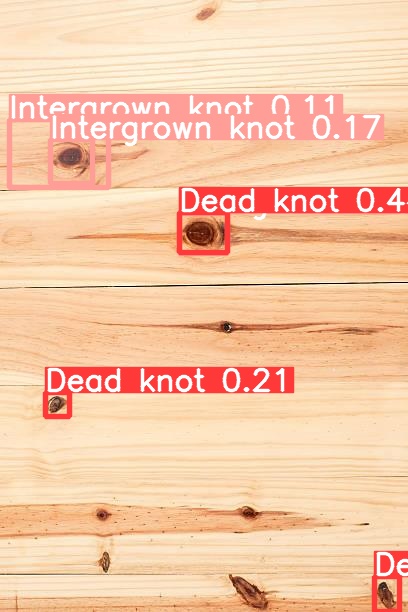 Intergrown knot 0.11
Intergrown knot 0.17
Dead knot 0.4
Dead knot 0.21
De